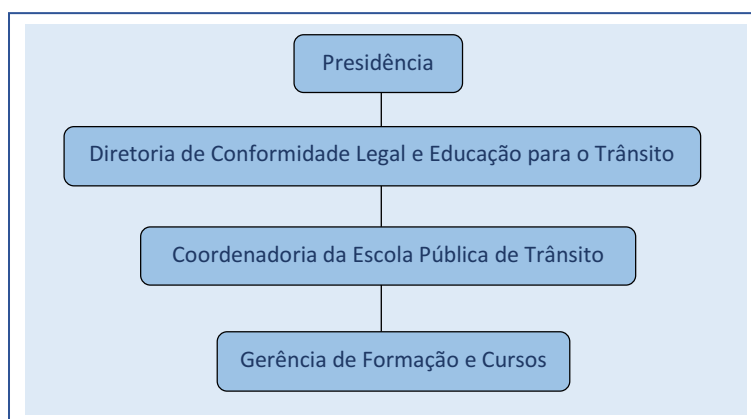 Presidência
Diretoria de Conformidade Legal e Educação para o Trânsito
Coordenadoria da Escola Pública de Trânsito
Gerência de Formação e Cursos